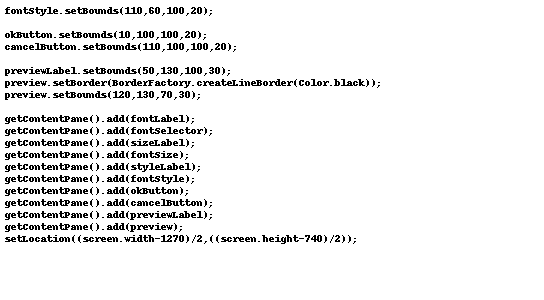 fontStyle.setBounds(110,60,100,20);
okButton.setBounds(10,100,100,20);
cancelButton.setBounds(110,100,100,20);
previewLabel.setBounds(50,130,100,30);
preview.setBorder(BorderFactory.createLineBorder(Color.black));
preview.setBounds(120,130,70,30);
getContentPane().add(fontLabel);
getContentPane().add(fontSelector);
getContentPane().add(sizeLabel);
getContentPane().add(fontSize);
getContentPane().add(styleLabel);
getContentPane().add(fontStyle);
getContentPane().add(okButton);
getContentPane().add(cancelButton);
getContentPane().add(previewLabel);
getContentPane().add(preview);
setLocation((screen.width-1270)/2,((screen.height-740)/2));